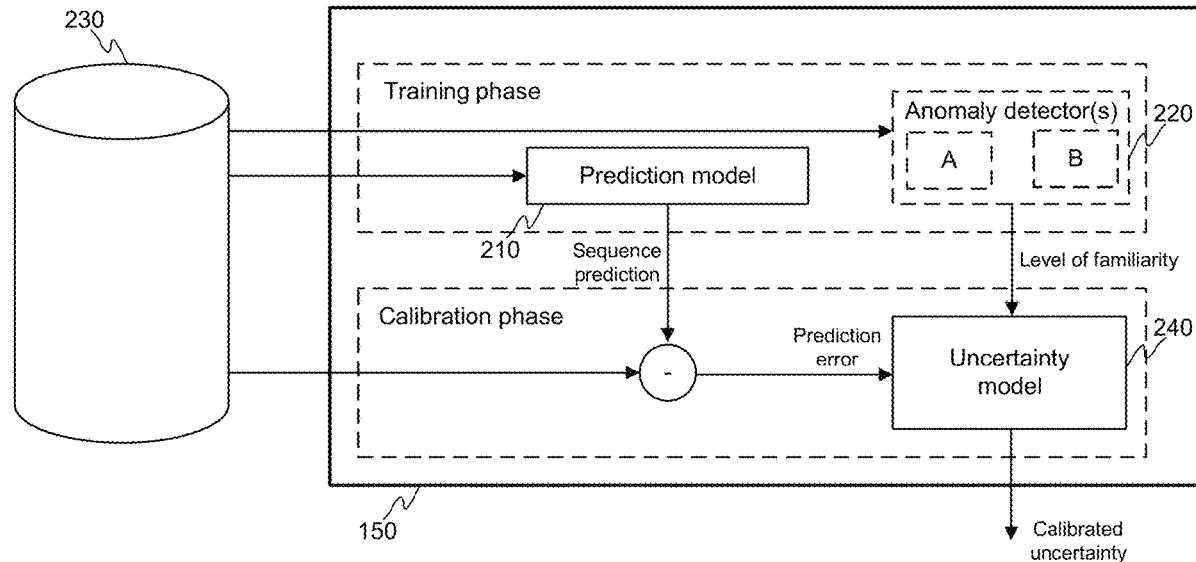 230
Training phase
Anomaly detector(s)
220
A
B
Prediction model
210
Sequence
prediction
Level of familiarity
Calibration phase
240
Prediction
error
Uncertainty
model
-
150
Calibrated
uncertainty